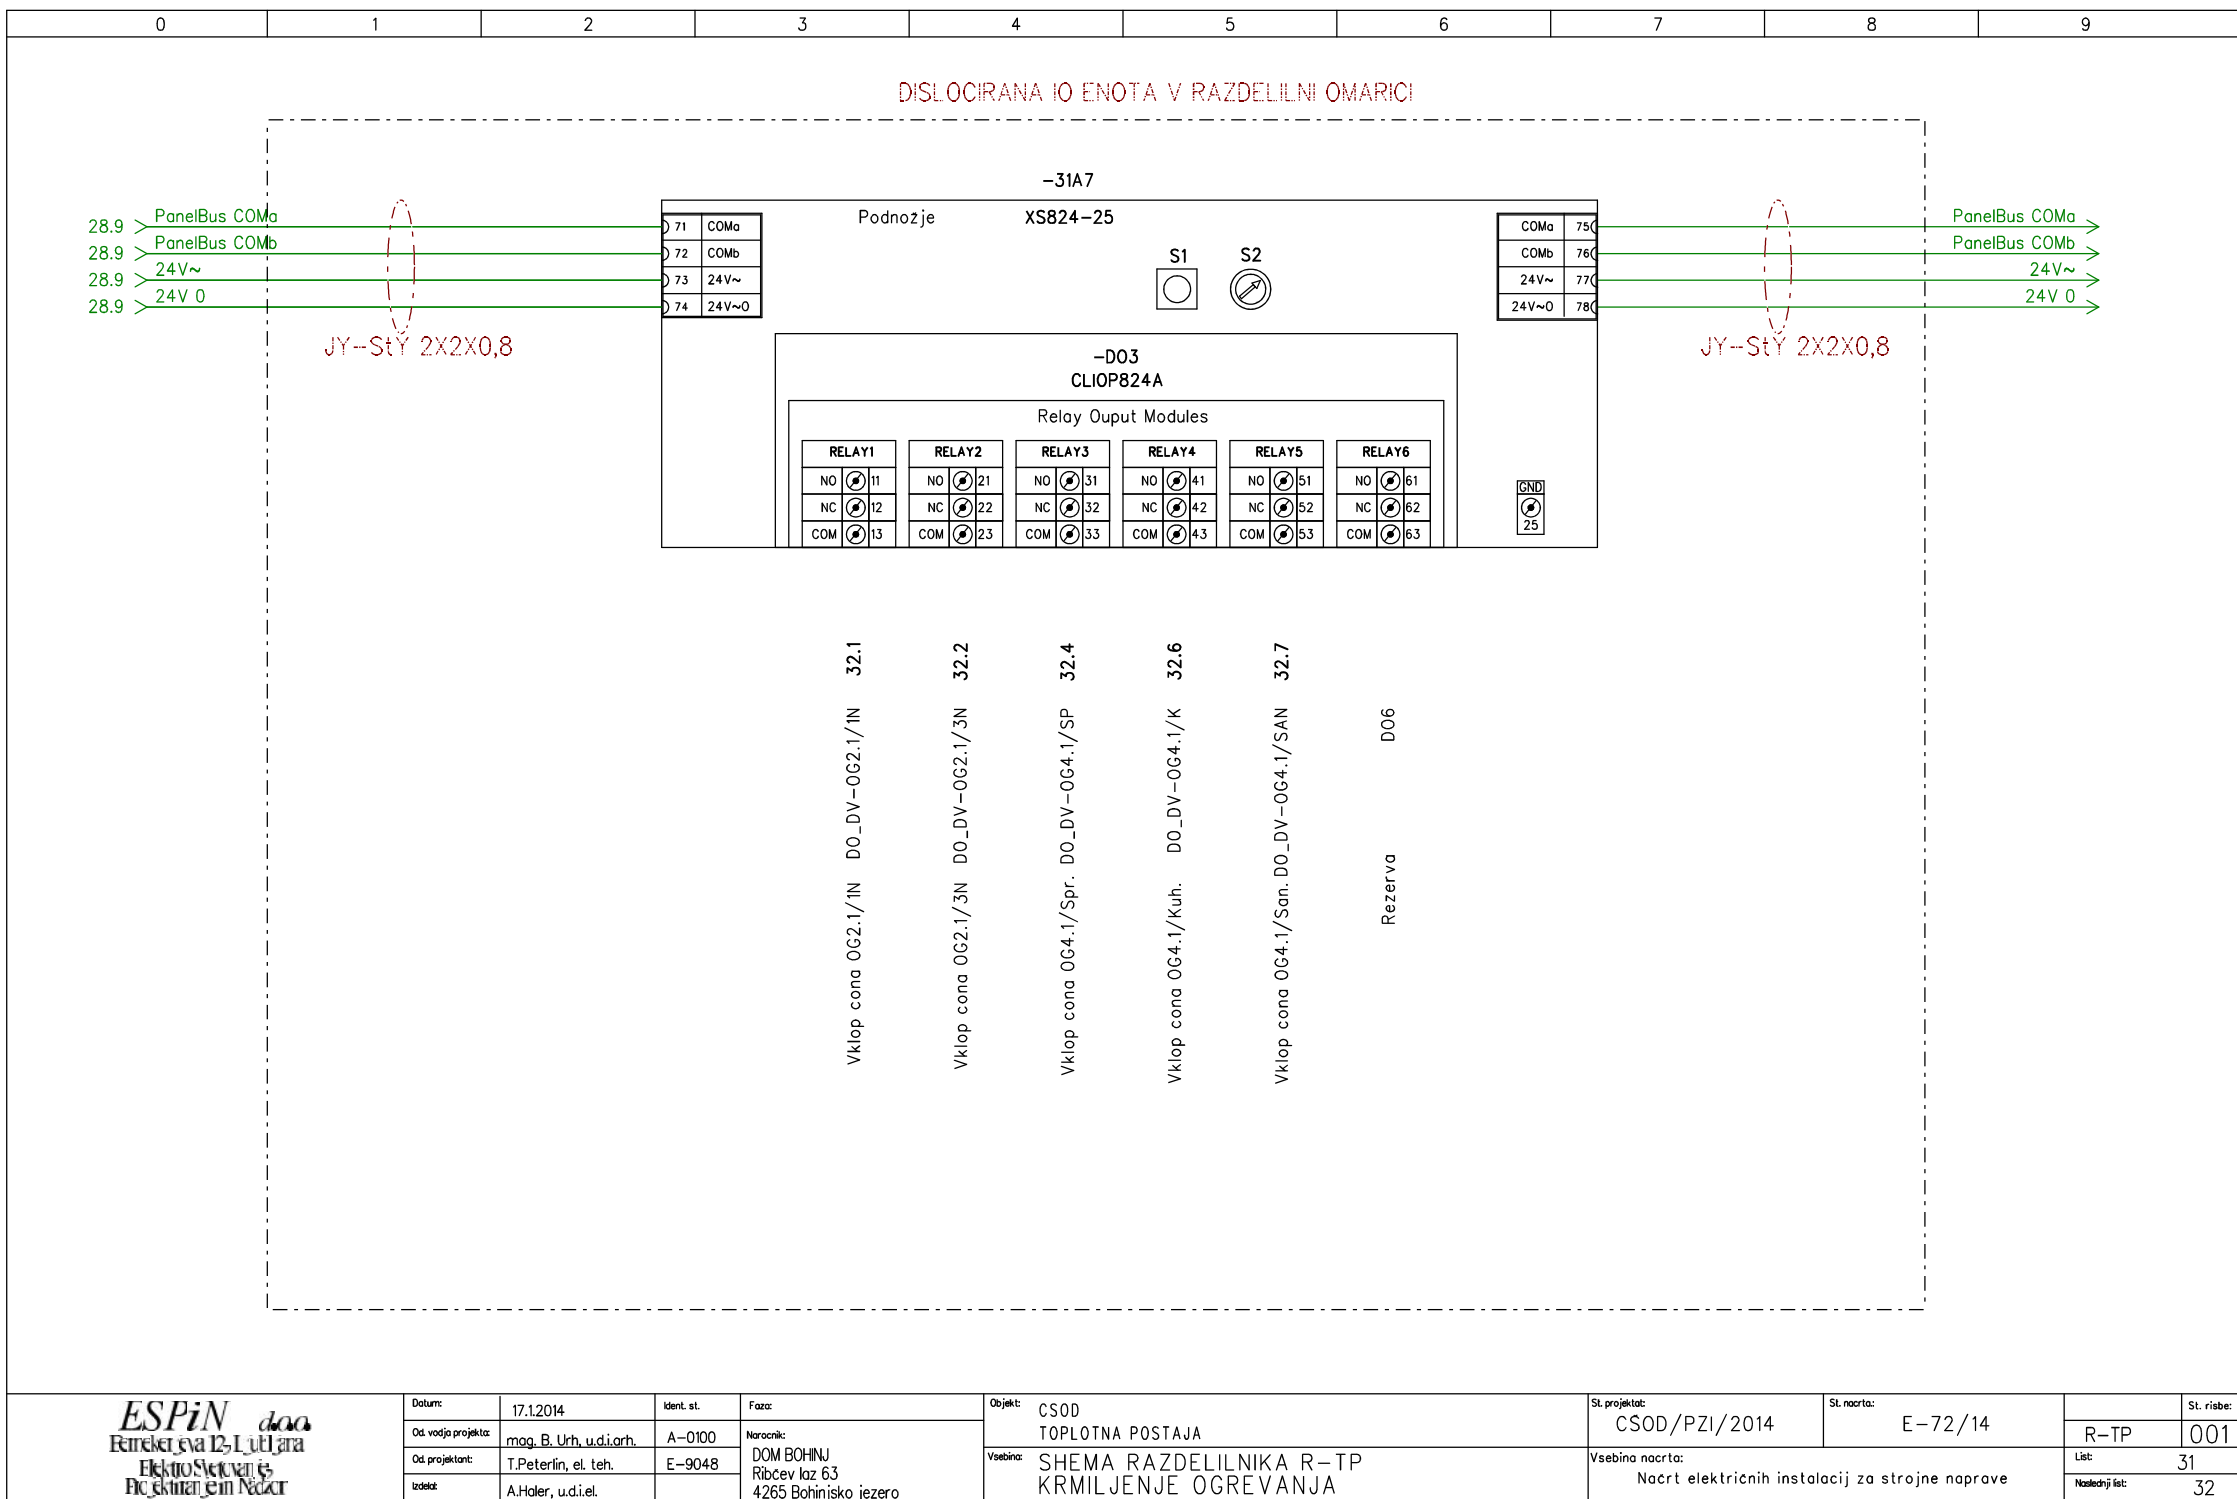 0 1 2 3 4 5 6 7 8 9
DISLOCIRANA IO ENOTA V RAZDELILNI OMARICI
-31A7
Podnozje XS824-25
28.9 PanelBus COMa
28.9 PanelBus COMb
28.9 24V~
28.9 24V 0
JY-StY 2X2X0,8
71 COMa
72 COMb
73 24V~
74 24V~0
S1 S2
COMa 75
COMb 76
24V~ 77
24V~0 78
PanelBus COMa
PanelBus COMb
24V~
24V 0
JY-StY 2X2X0,8
-DO3
CLIOP824A
Relay Ouput Modules
RELAY1 RELAY2 RELAY3 RELAY4 RELAY5 RELAY6
NO 11 NO 21 NO 31 NO 41 NO 51 NO 61
NC 12 NC 22 NC 32 NC 42 NC 52 NC 62
COM 13 COM 23 COM 33 COM 43 COM 53 COM 63
GND
25
Vklop cona OG2.1/1N DO_DV-OG2.1/1N 32.1
Vklop cona OG2.1/3N DO_DV-OG2.1/3N 32.2
Vklop cona OG4.1/Spr. DO_DV-OG4.1/SP 32.4
Vklop cona OG4.1/Kuh. DO_DV-OG4.1/K 32.6
Vklop cona OG4.1/San. DO_DV-OG4.1/SAN 32.7
Rezerva DO6
ESPiN d.o.o.
Elektro Svetovanje,
Projektiranje in Nadzor
Datum: 17.1.2014 Ident. st.
Od. vodja projekta: mag. B. Urh, u.d.i.arh. A-0100
Od. projektant: T.Peterlin, el. teh. E-9048
Izdelal: A.Haler, u.d.i.el.
Faza:
Narocnik:
DOM BOHINJ
Ribčev laz 63
4265 Bohinjsko jezero
Objekt: CSOD
TOPLOTNA POSTAJA
Vsebina: SHEMA RAZDELILNIKA R-TP
KRMILJENJE OGREVANJA
St. projektat:
CSOD/PZI/2014
St. nacrta:
E-72/14
Vsebina nacrta:
Nacrt elektricnih instalacij za strojne naprave
St. risbe:
R-TP 001
List: 31
Naslednji list: 32